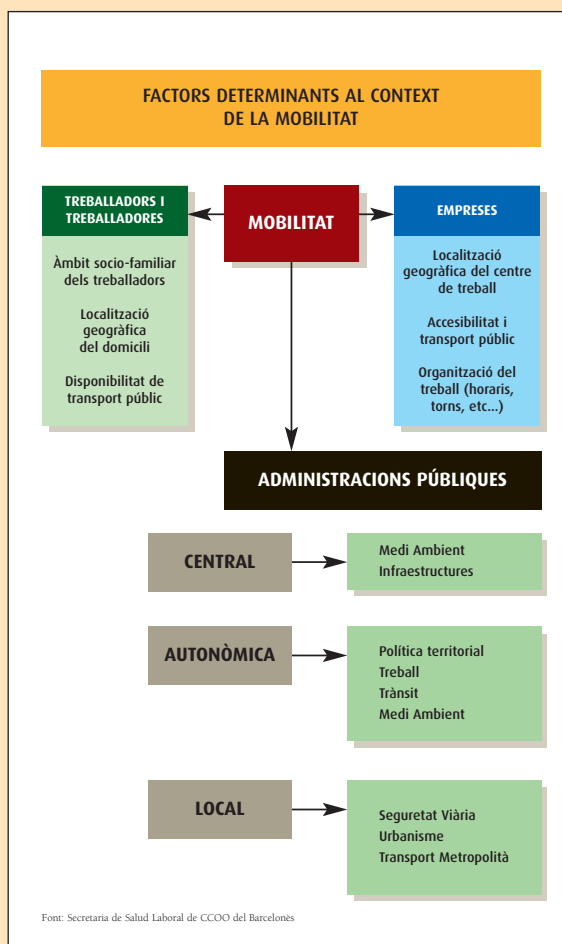 FACTORS DETERMINANTS AL CONTEXT
DE LA MOBILITAT
TREBALLADORS I
TREBALLADORES
MOBILITAT
EMPRESES
Àmbit socio-familiar
dels treballadors
Localització
geogràfica
del domicili
Disponibilitat de
transport públic
Localització
geogràfica del centre
de treball
Accesibilitat i
transport públic
Organització del
treball (horaris,
torns, etc...)
ADMINISTRACIONS PÚBLIQUES
CENTRAL
Medi Ambient
Infraestructures
AUTONÒMICA
Política territorial
Treball
Trànsit
Medi Ambient
LOCAL
Seguretat Viària
Urbanisme
Transport Metropolità
Font: Secretaria de Salud Laboral de CCOO del Barcelonès